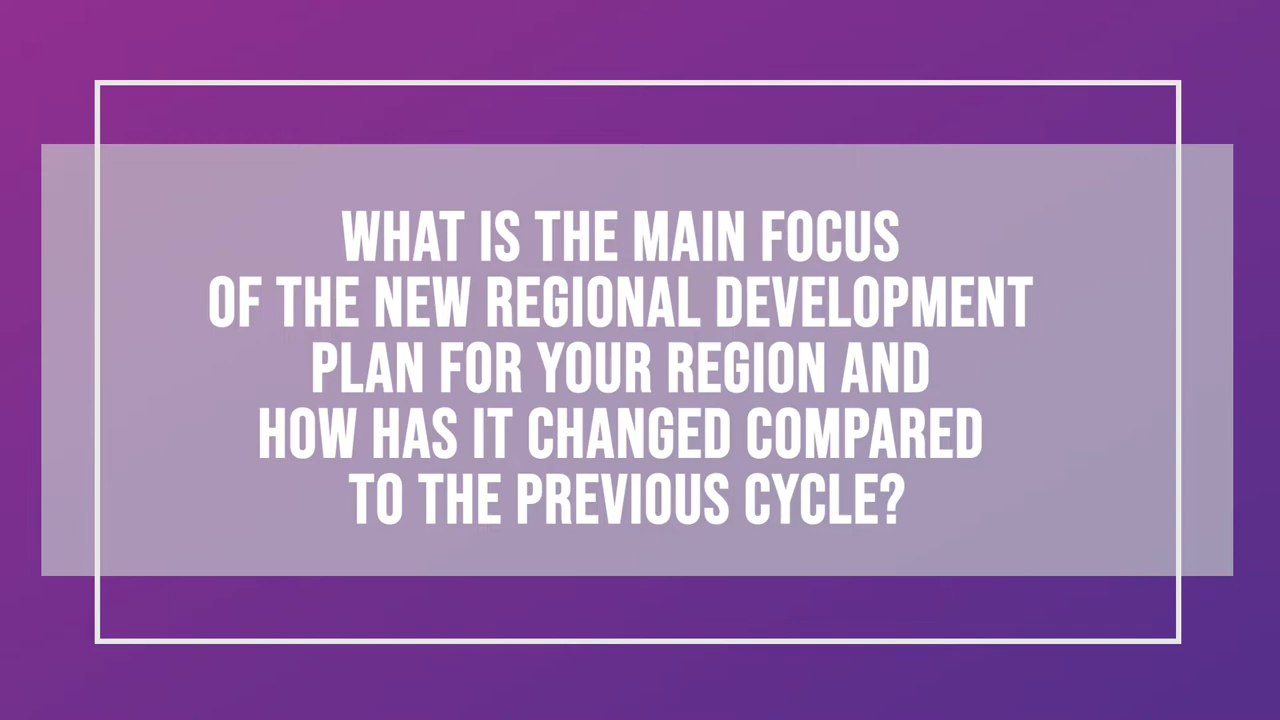 WHAT IS THE MAIN FOCUS
OF THE NEW REGIONAL DEVELOPMENT
PLAN FOR YOUR REGION AND
HOW HAS IT CHANGED COMPARED
TO THE PREVIOUS CYCLE?